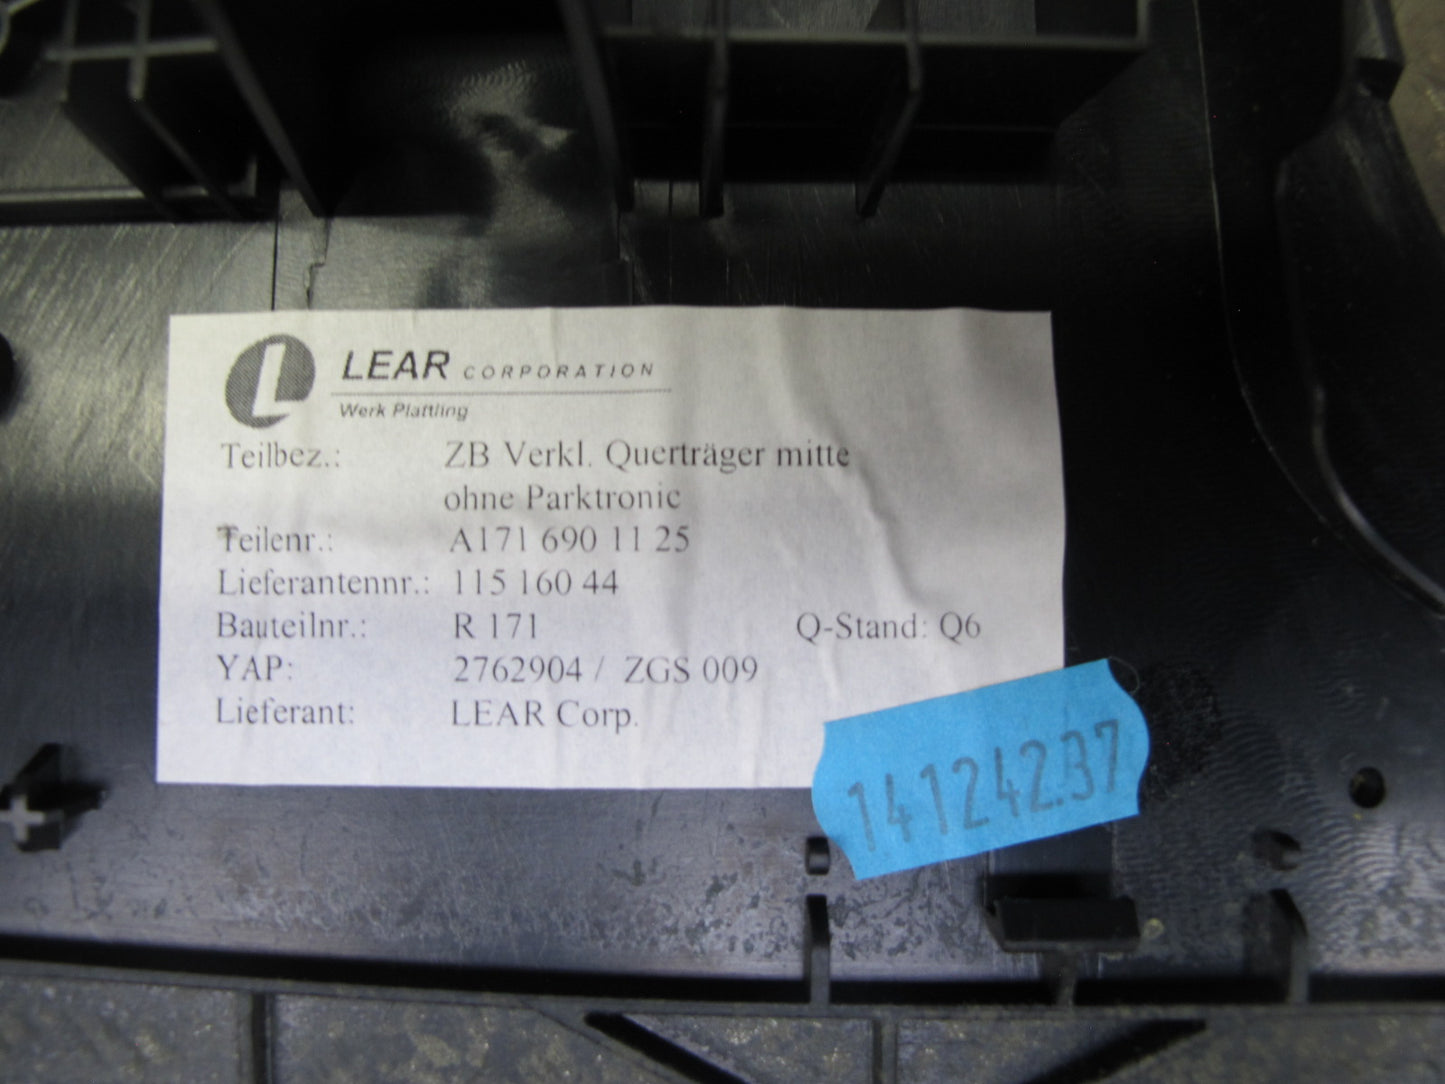 L
LEAR CORPORATION
Werk Plattling
Teilbez.: ZB Verkl. Querträger mitte
ohne Parktronic
Teilenr.: A171 690 11 25
Lieferantennr.: 115 160 44
Bauteilnr.: R 171 Q-Stand: Q6
YAP: 2762904 / ZGS 009
Lieferant: LEAR Corp.
141242.37